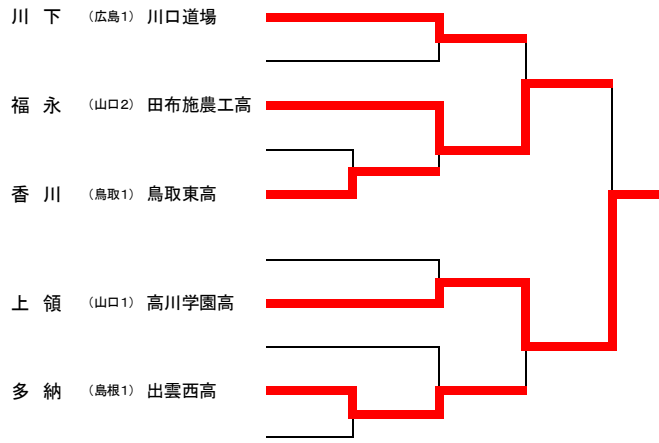 川下 （広島1） 川口道場
福永 （山口2） 田布施農工高
香川 （鳥取1） 鳥取東高
上領 （山口1） 高川学園高
多納 （島根1） 出雲西高